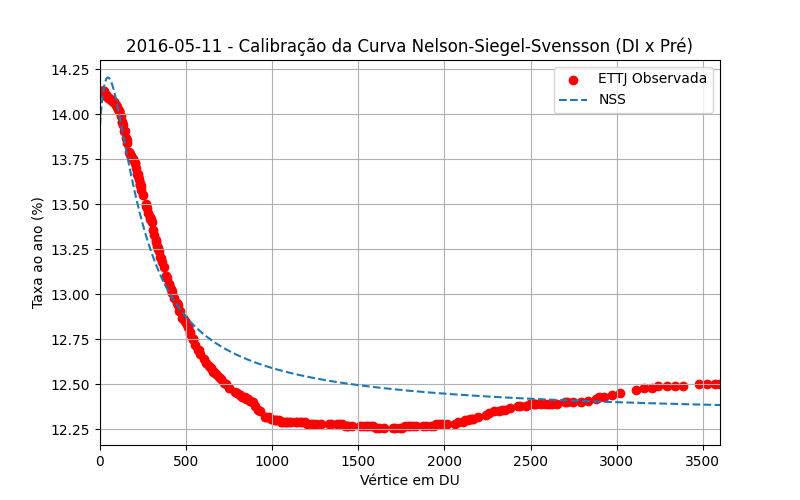 2016-05-11 - Calibração da Curva Nelson-Siegel-Svensson (DI x Pré)
ETTJ Observada
NSS
Taxa ao ano (%)
14.25
14.00
13.75
13.50
13.25
13.00
12.75
12.50
12.25
0 500 1000 1500 2000 2500 3000 3500
Vértice em DU